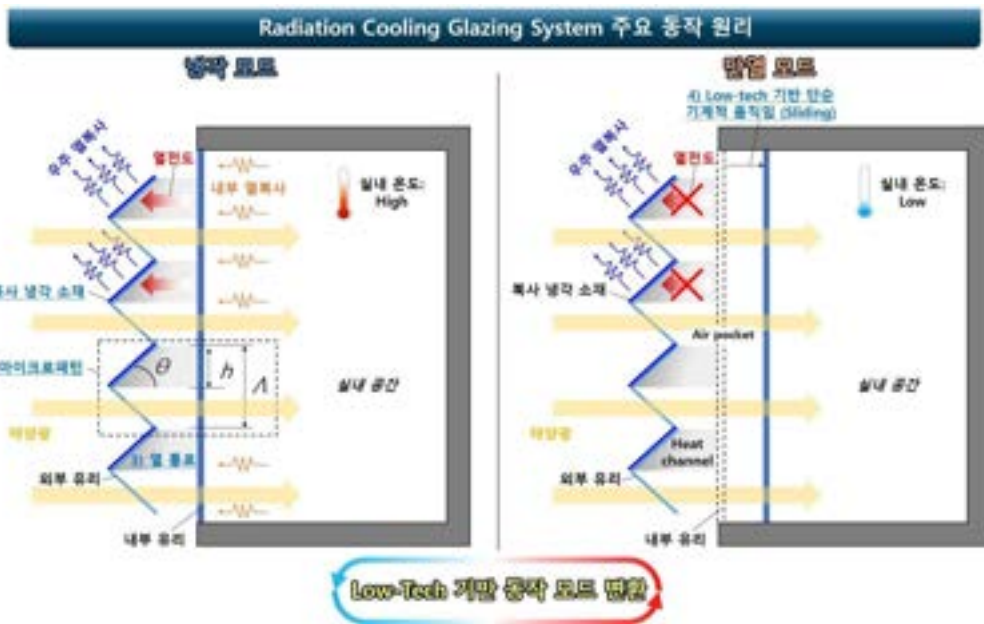 Radiation Cooling Glazing System 주요 동작 원리
냉각 모드
우주 열복사
열전도
내부 열복사
실내 온도:
High
복사 냉각 소재
마이크로패턴
θ
h
Λ
실내 공간
태양광
3) 열 통로
외부 유리
내부 유리
단열 모드
4) Low-tech 기반 단순
기계적 움직임 (Sliding)
우주 열복사
열전도
실내 온도:
Low
복사 냉각 소재
Air pocket
실내 공간
태양광
Heat
channel
외부 유리
내부 유리
Low-Tech 기반 동작 모드 변환